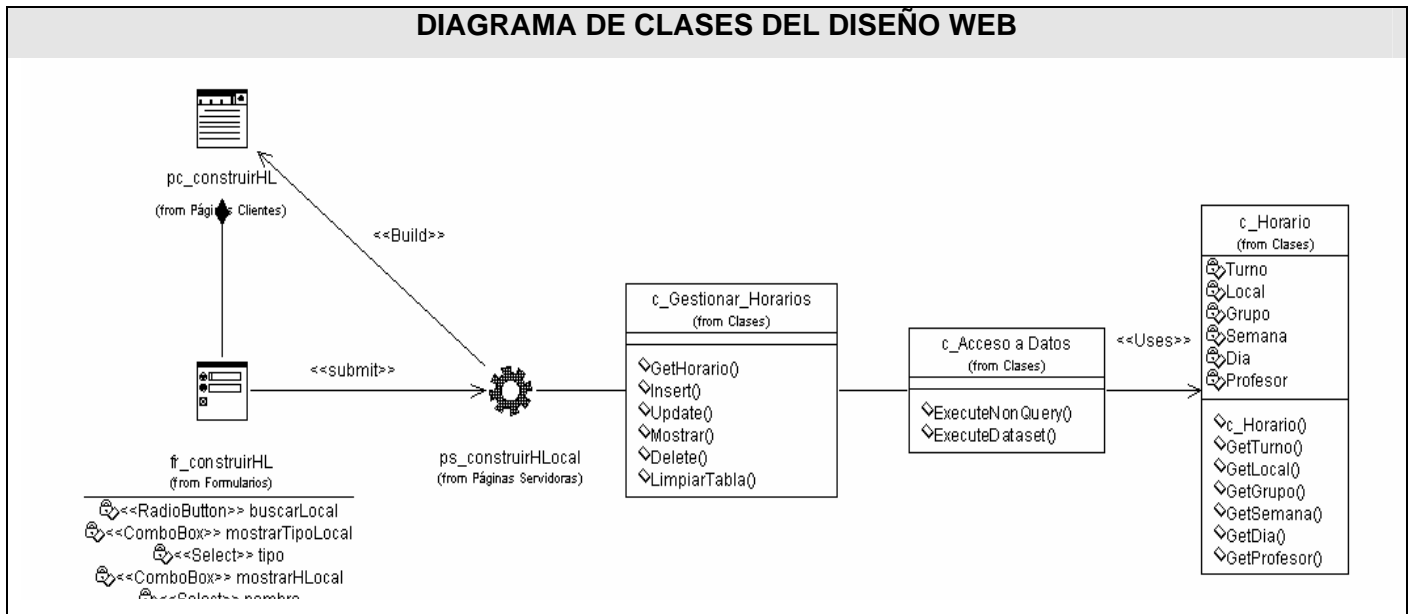 DIAGRAMA DE CLASES DEL DISEÑO WEB
pc_construirHL
(from Páginas Clientes)
<<Build>>
<<submit>>
fr_construirHL
(from Formularios)
<<RadioButton>> buscarLocal
<<ComboBox>> mostrarTipoLocal
<<Select>> tipo
<<ComboBox>> mostrarHLocal
<<Select>> nombre
ps_construirHLocal
(from Páginas Servidoras)
c_Gestionar_Horarios
(from Clases)
GetHorario()
Insert()
Update()
Mostrar()
Delete()
LimpiarTabla()
c_Acceso a Datos
(from Clases)
ExecuteNonQuery()
ExecuteDataset()
<<Uses>>
c_Horario
(from Clases)
Turno
Local
Grupo
Semana
Dia
Profesor
c_Horario()
GetTurno()
GetLocal()
GetGrupo()
GetSemana()
GetDia()
GetProfesor()